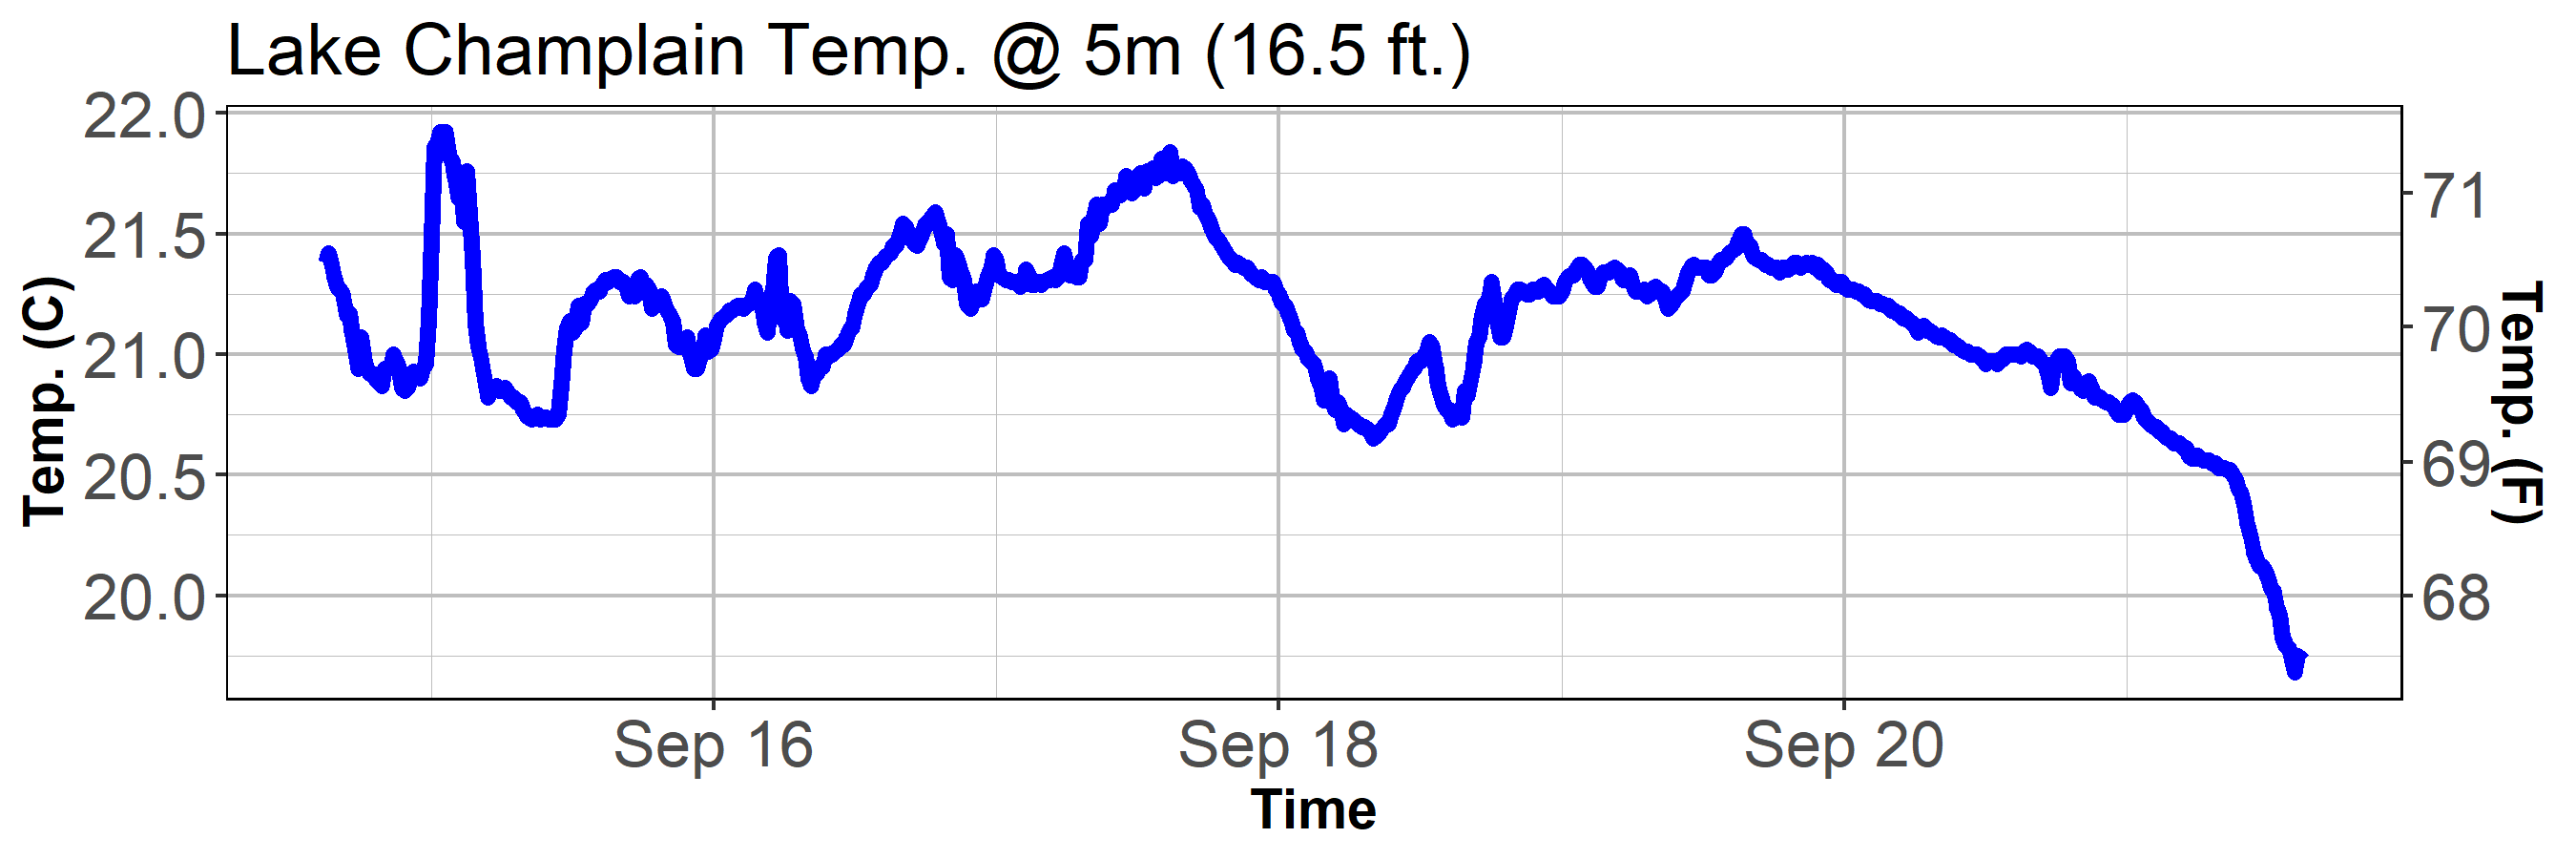 Lake Champlain Temp. @ 5m (16.5 ft.)
22.0
21.5
21.0
20.5
20.0
Temp. (C)
71
70
69
68
Temp. (F)
Sep 16
Sep 18
Sep 20
Time